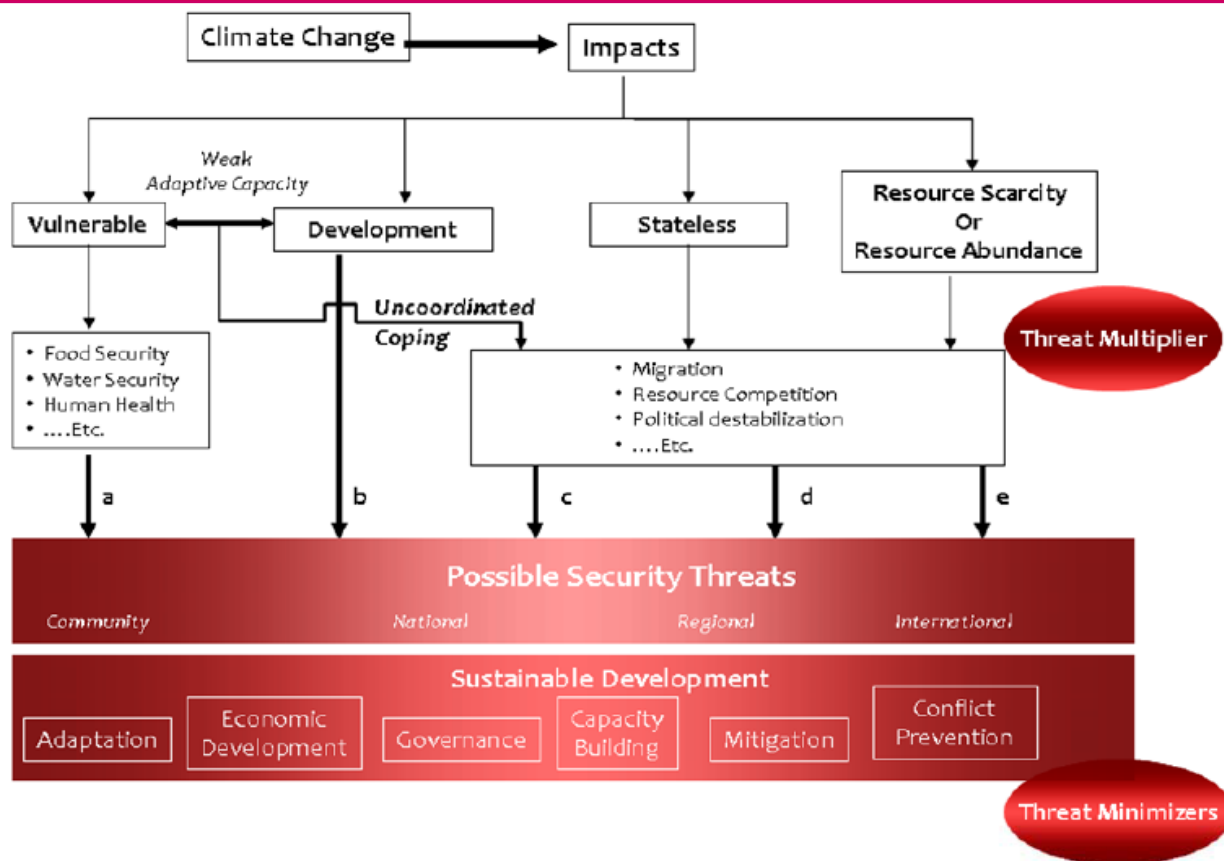 Climate Change
Impacts
Weak
Adaptive Capacity
Vulnerable
Development
Stateless
Resource Scarcity
Or
Resource Abundance
Uncoordinated
Coping
Threat Multiplier
• Food Security
• Water Security
• Human Health
• ....Etc.
• Migration
• Resource Competition
• Political destabilization
• ....Etc.
a
b
c
d
e
Possible Security Threats
Community
National
Regional
International
Sustainable Development
Adaptation
Economic
Development
Governance
Capacity
Building
Mitigation
Conflict
Prevention
Threat Minimizers